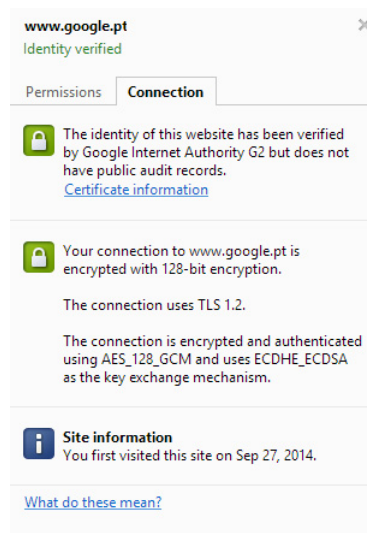 www.google.pt
Identity verified
Permissions Connection
The identity of this website has been verified
by Google Internet Authority G2 but does not
have public audit records.
Certificate information
Your connection to www.google.pt is
encrypted with 128-bit encryption.
The connection uses TLS 1.2.
The connection is encrypted and authenticated
using AES_128_GCM and uses ECDHE_ECDSA
as the key exchange mechanism.
Site information
You first visited this site on Sep 27, 2014.
What do these mean?